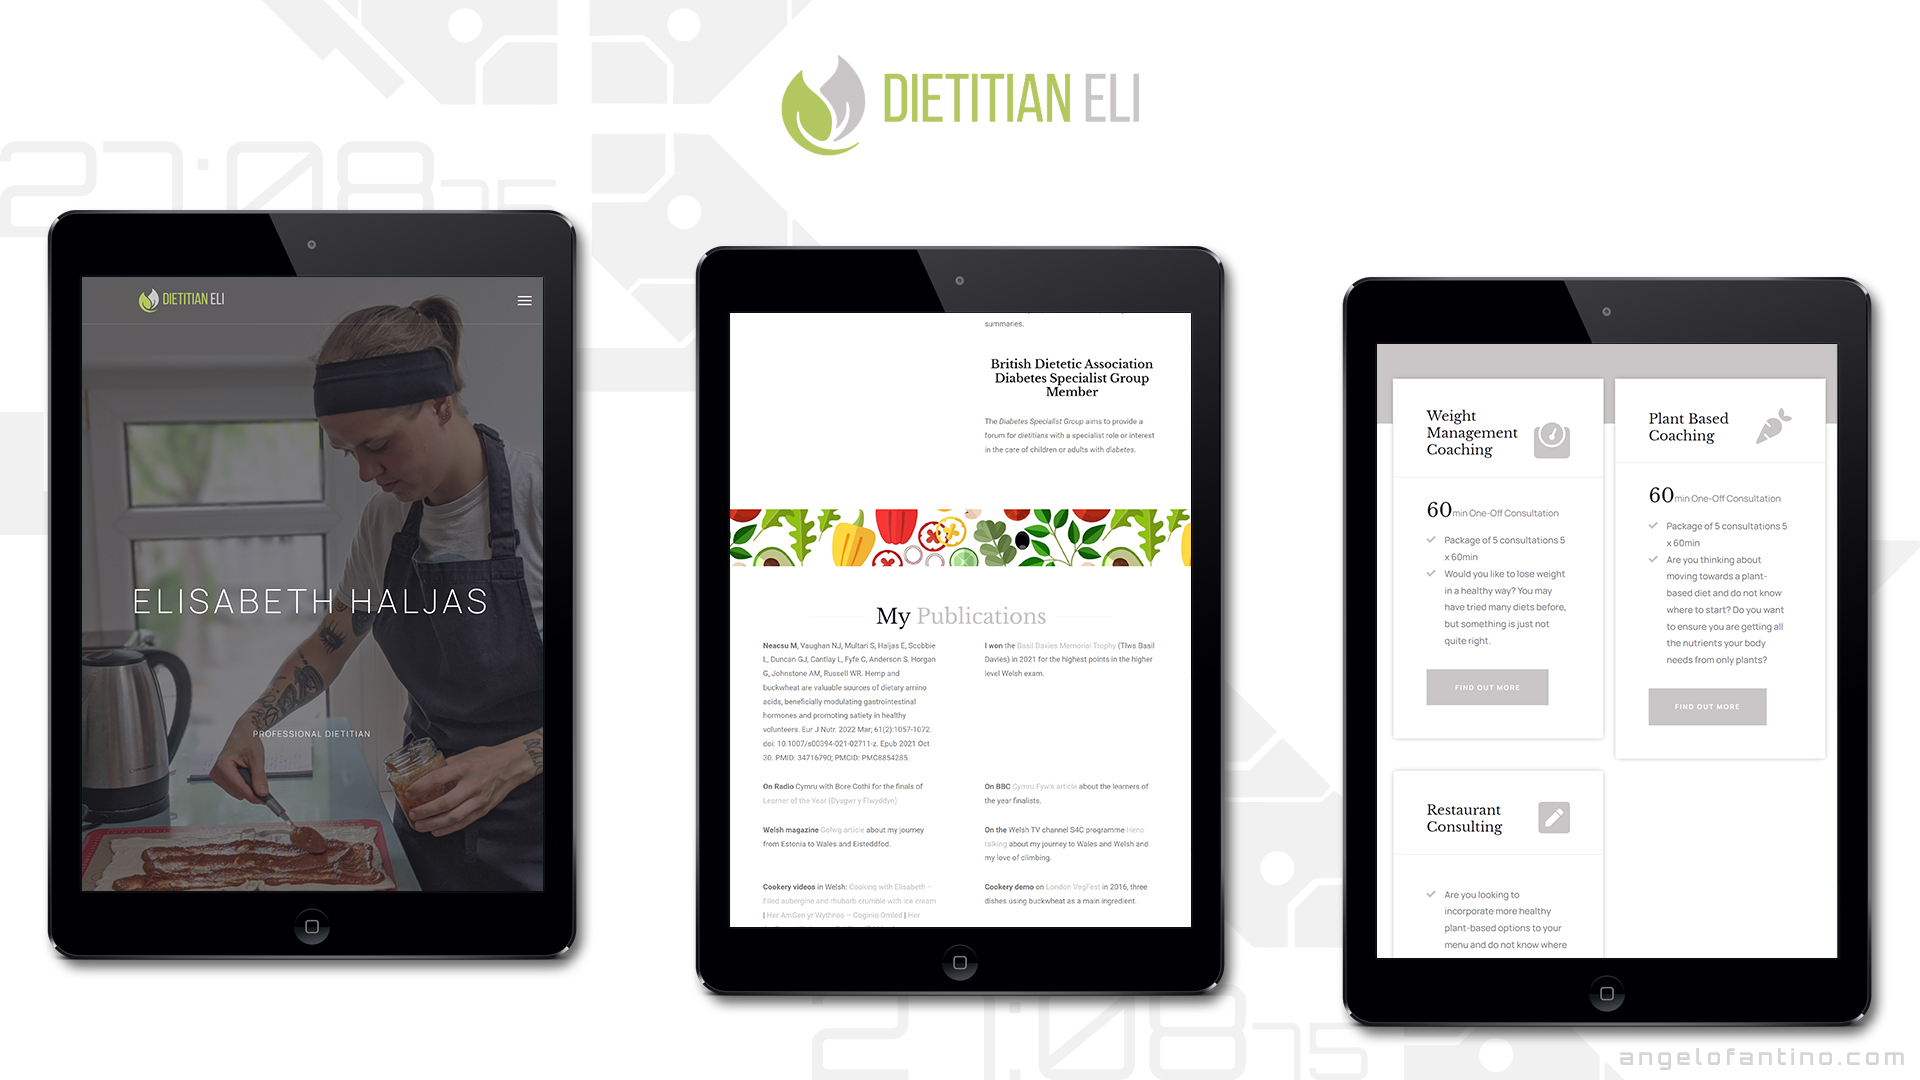 DIETITIAN ELI
27:08 75
DIETITIAN ELI
ELISABETH HALJAS
PROFESSIONAL DIETITIAN
summaries.
British Dietetic Association
Diabetes Specialist Group
Member
The Diabetes Specialist Group aims to provide a
forum for dietitians with a specialist role or interest
in the care of children or adults with diabetes.
My Publications
Neacsu M, Vaughan NJ, Multari S, Haljas E, Scobbie
L, Duncan GJ, Cantlay L, Fyfe C, Anderson S, Horgan
G, Johnstone AM, Russell WR. Hemp and
buckwheat are valuable sources of dietary amino
acids, beneficially modulating gastrointestinal
hormones and promoting satiety in healthy
volunteers. Eur J Nutr. 2022 Mar; 61(2):1057-1072.
doi: 10.1007/s00394-021-02711-z. Epub 2021 Oct
30. PMID: 34716790; PMCID: PMC8854285.
I won the Basil Davies Memorial Trophy (Tlws Basil
Davies) in 2021 for the highest points in the higher
level Welsh exam.
On Radio Cymru with Bore Cothi for the finals of
Learner of the Year (Dysgwr y Flwyddyn)
On BBC Cymru Fyw's article about the learners of
the year finalists.
Welsh magazine Golwg article about my journey
from Estonia to Wales and Eisteddfod.
On the Welsh TV channel S4C programme Heno
talking about my journey to Wales and Welsh and
my love of climbing.
Cookery videos in Welsh: Cooking with Elisabeth –
filled aubergine and rhubarb crumble with ice cream
| Her AmGen yr Wythnos – Coginio Omled | Her
Cookery demo on London VegFest in 2016, three
dishes using buckwheat as a main ingredient.
Weight
Management
Coaching
60min One-Off Consultation
Package of 5 consultations 5
x 60min
Would you like to lose weight
in a healthy way? You may
have tried many diets before,
but something is just not
quite right.
FIND OUT MORE
Plant Based
Coaching
60min One-Off Consultation
Package of 5 consultations 5
x 60min
Are you thinking about
moving towards a plant-
based diet and do not know
where to start? Do you want
to ensure you are getting all
the nutrients your body
needs from only plants?
FIND OUT MORE
Restaurant
Consulting
Are you looking to
incorporate more healthy
plant-based options to your
menu and do not know where
27:08 75
angelofantino.com